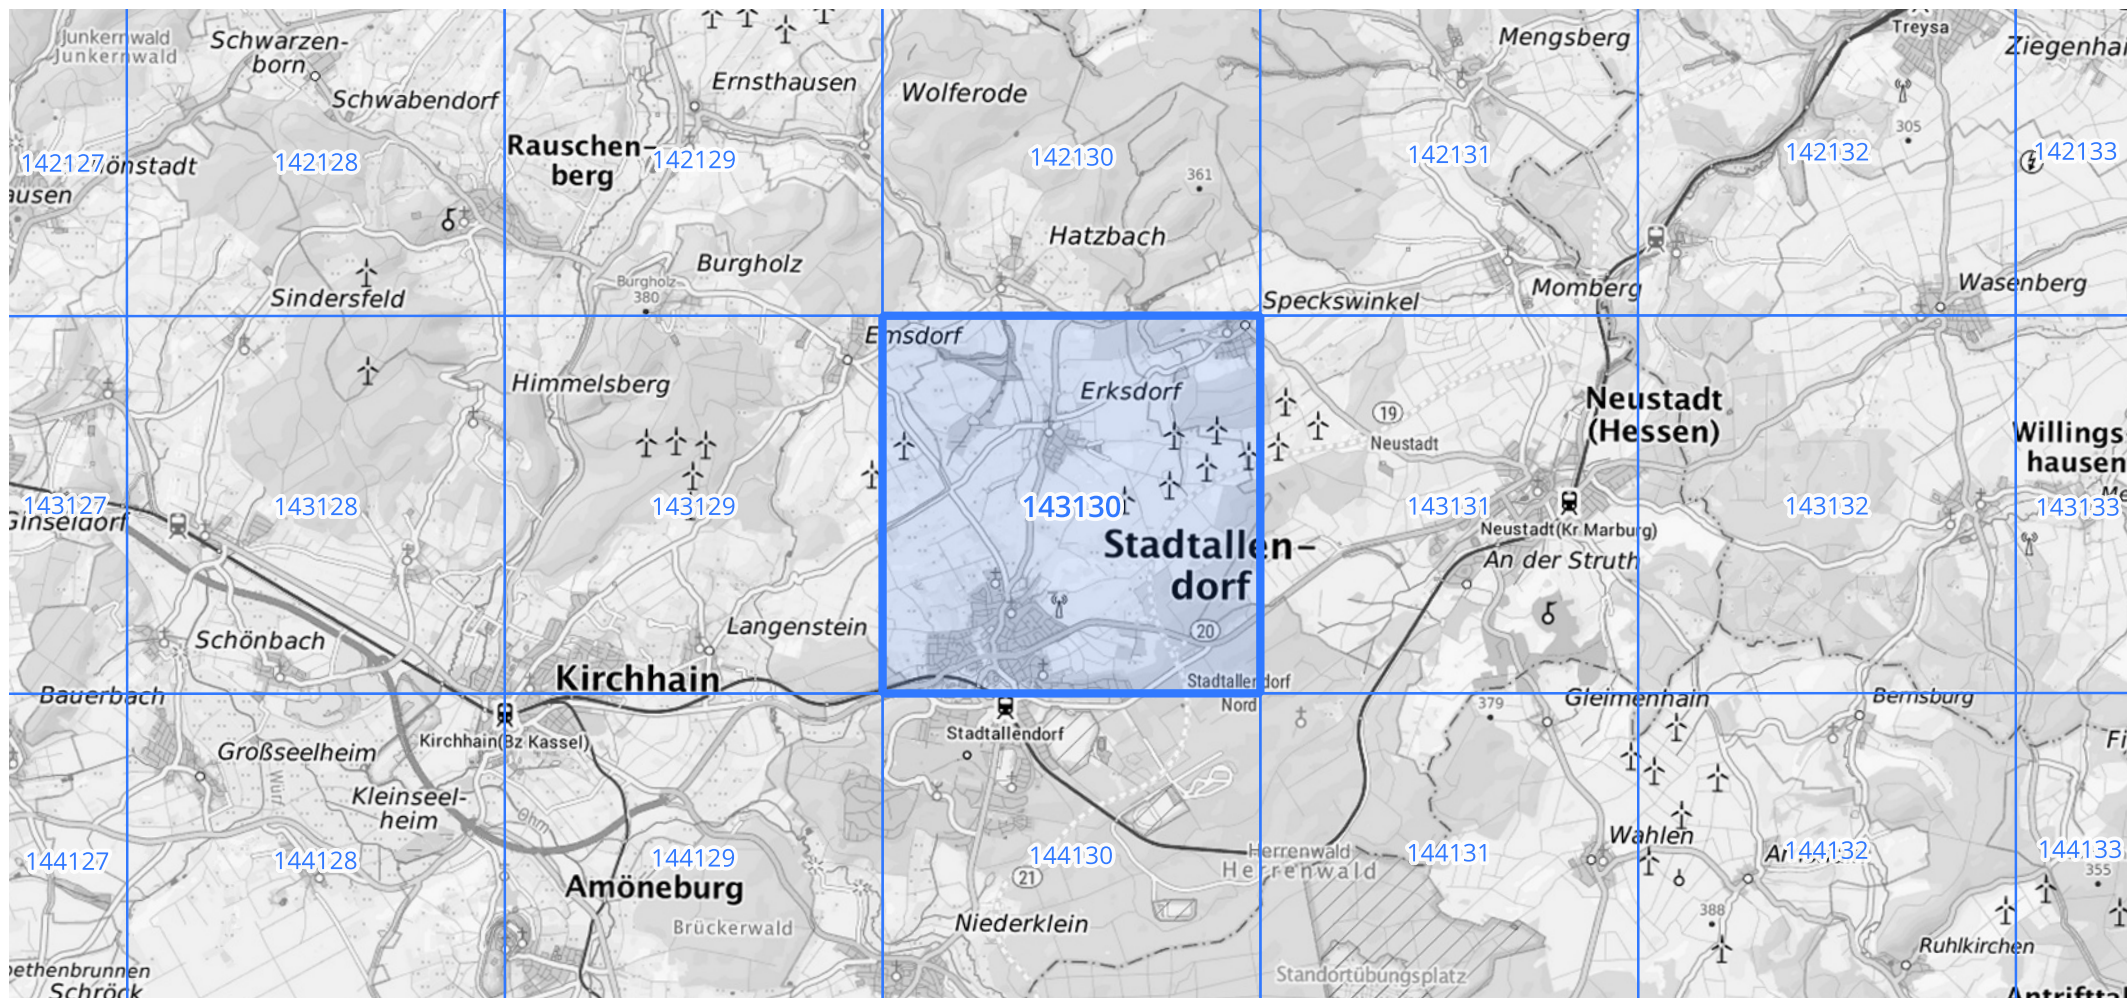 Junkernwald
Junkernwald
Schwarzen-
born
Schwabendorf
Ernsthausen
Wolferode
Mengsberg
Treysa
Rauschen-
berg
305
142127
142128
142129
142130
142131
142132
142133
361
Hatzbach
Burgholz
Burgholz
380
Sindersfeld
Speckswinkel
Momberg
Wasenberg
Emsdorf
Himmelsberg
Erksdorf
Neustadt
(Hessen)
19
Neustadt
Willings-
hausen
143127
143128
143129
143130
143131
143132
143133
Ginseldorf
Neustadt(Kr Marburg)
Stadtallen-
dorf
An der Struth
Schönbach
Langenstein
20
Kirchhain
Stadtallendorf
Nord
Bauerbach
Gleimenhain
Bernsburg
379
Kirchhain(Bz Kassel)
Stadtallendorf
Großseelheim
Kleinseel-
heim
Ohm
Wahlen
144127
144128
144129
144130
144131
144132
144133
Herrenwald
Herrenwald
355
21
Amöneburg
Brückerwald
Niederklein
388
Ruhlkirchen
Standortübungsplatz
Schröck